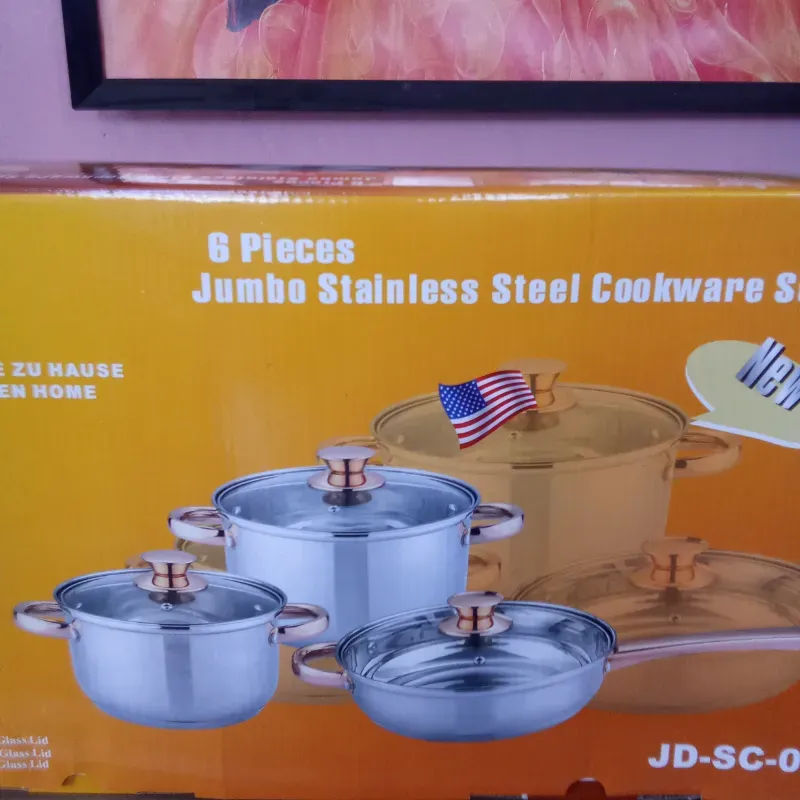 6 Pieces
Jumbo Stainless Steel Cookware
ZU HAUSE
EN HOME
New
Glass Lid
Glass Lid
Glass Lid
JD-SC-0